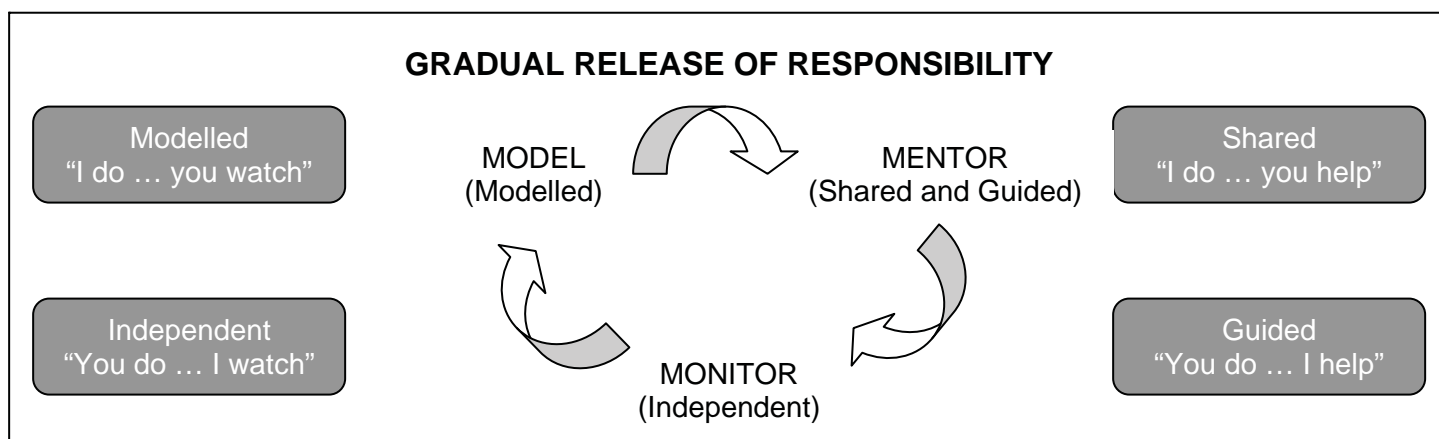 GRADUAL RELEASE OF RESPONSIBILITY
Modelled
“I do … you watch”
MODEL
(Modelled)
MENTOR
(Shared and Guided)
Shared
“I do … you help”
Independent
“You do … I watch”
MONITOR
(Independent)
Guided
“You do … I help”